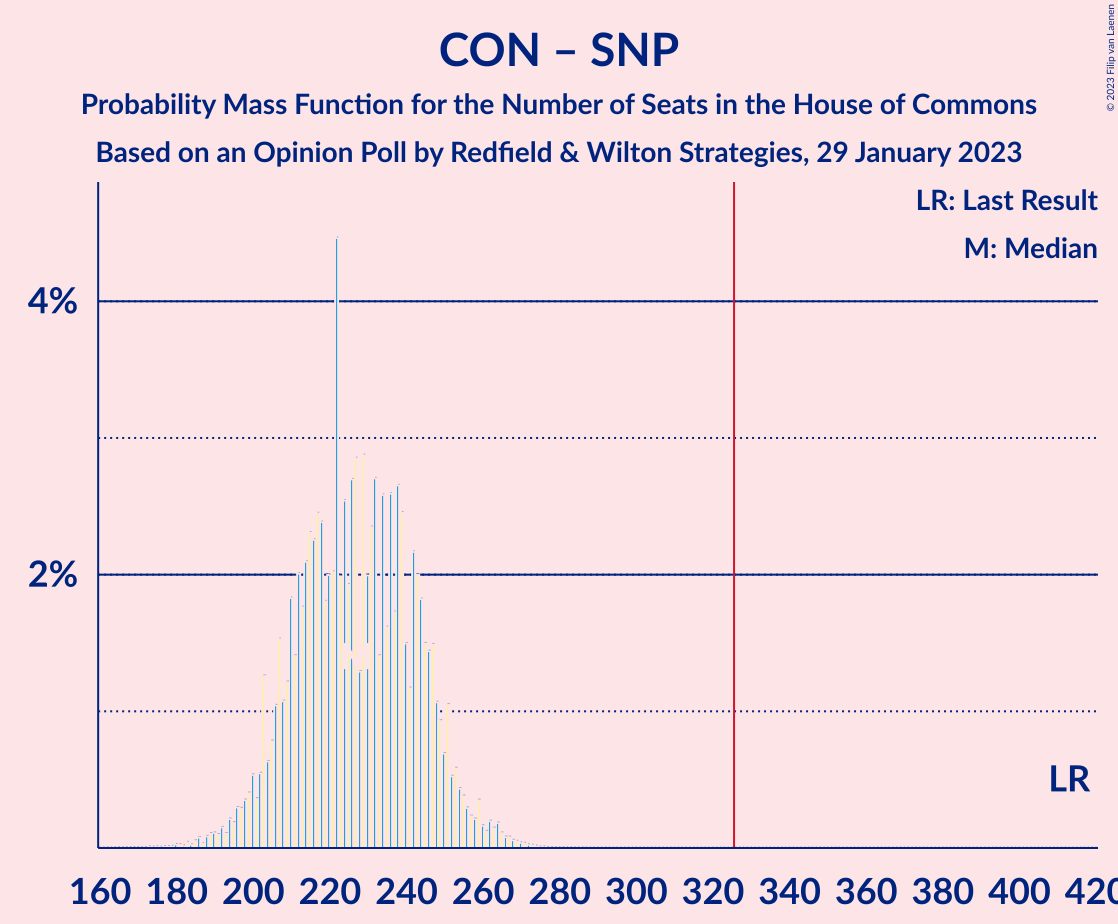 CON – SNP
Probability Mass Function for the Number of Seats in the House of Commons
Based on an Opinion Poll by Redfield & Wilton Strategies, 29 January 2023
© 2023 Filip van Laenen
LR: Last Result
M: Median
4%
2%
LR
160 180 200 220 240 260 280 300 320 340 360 380 400 420